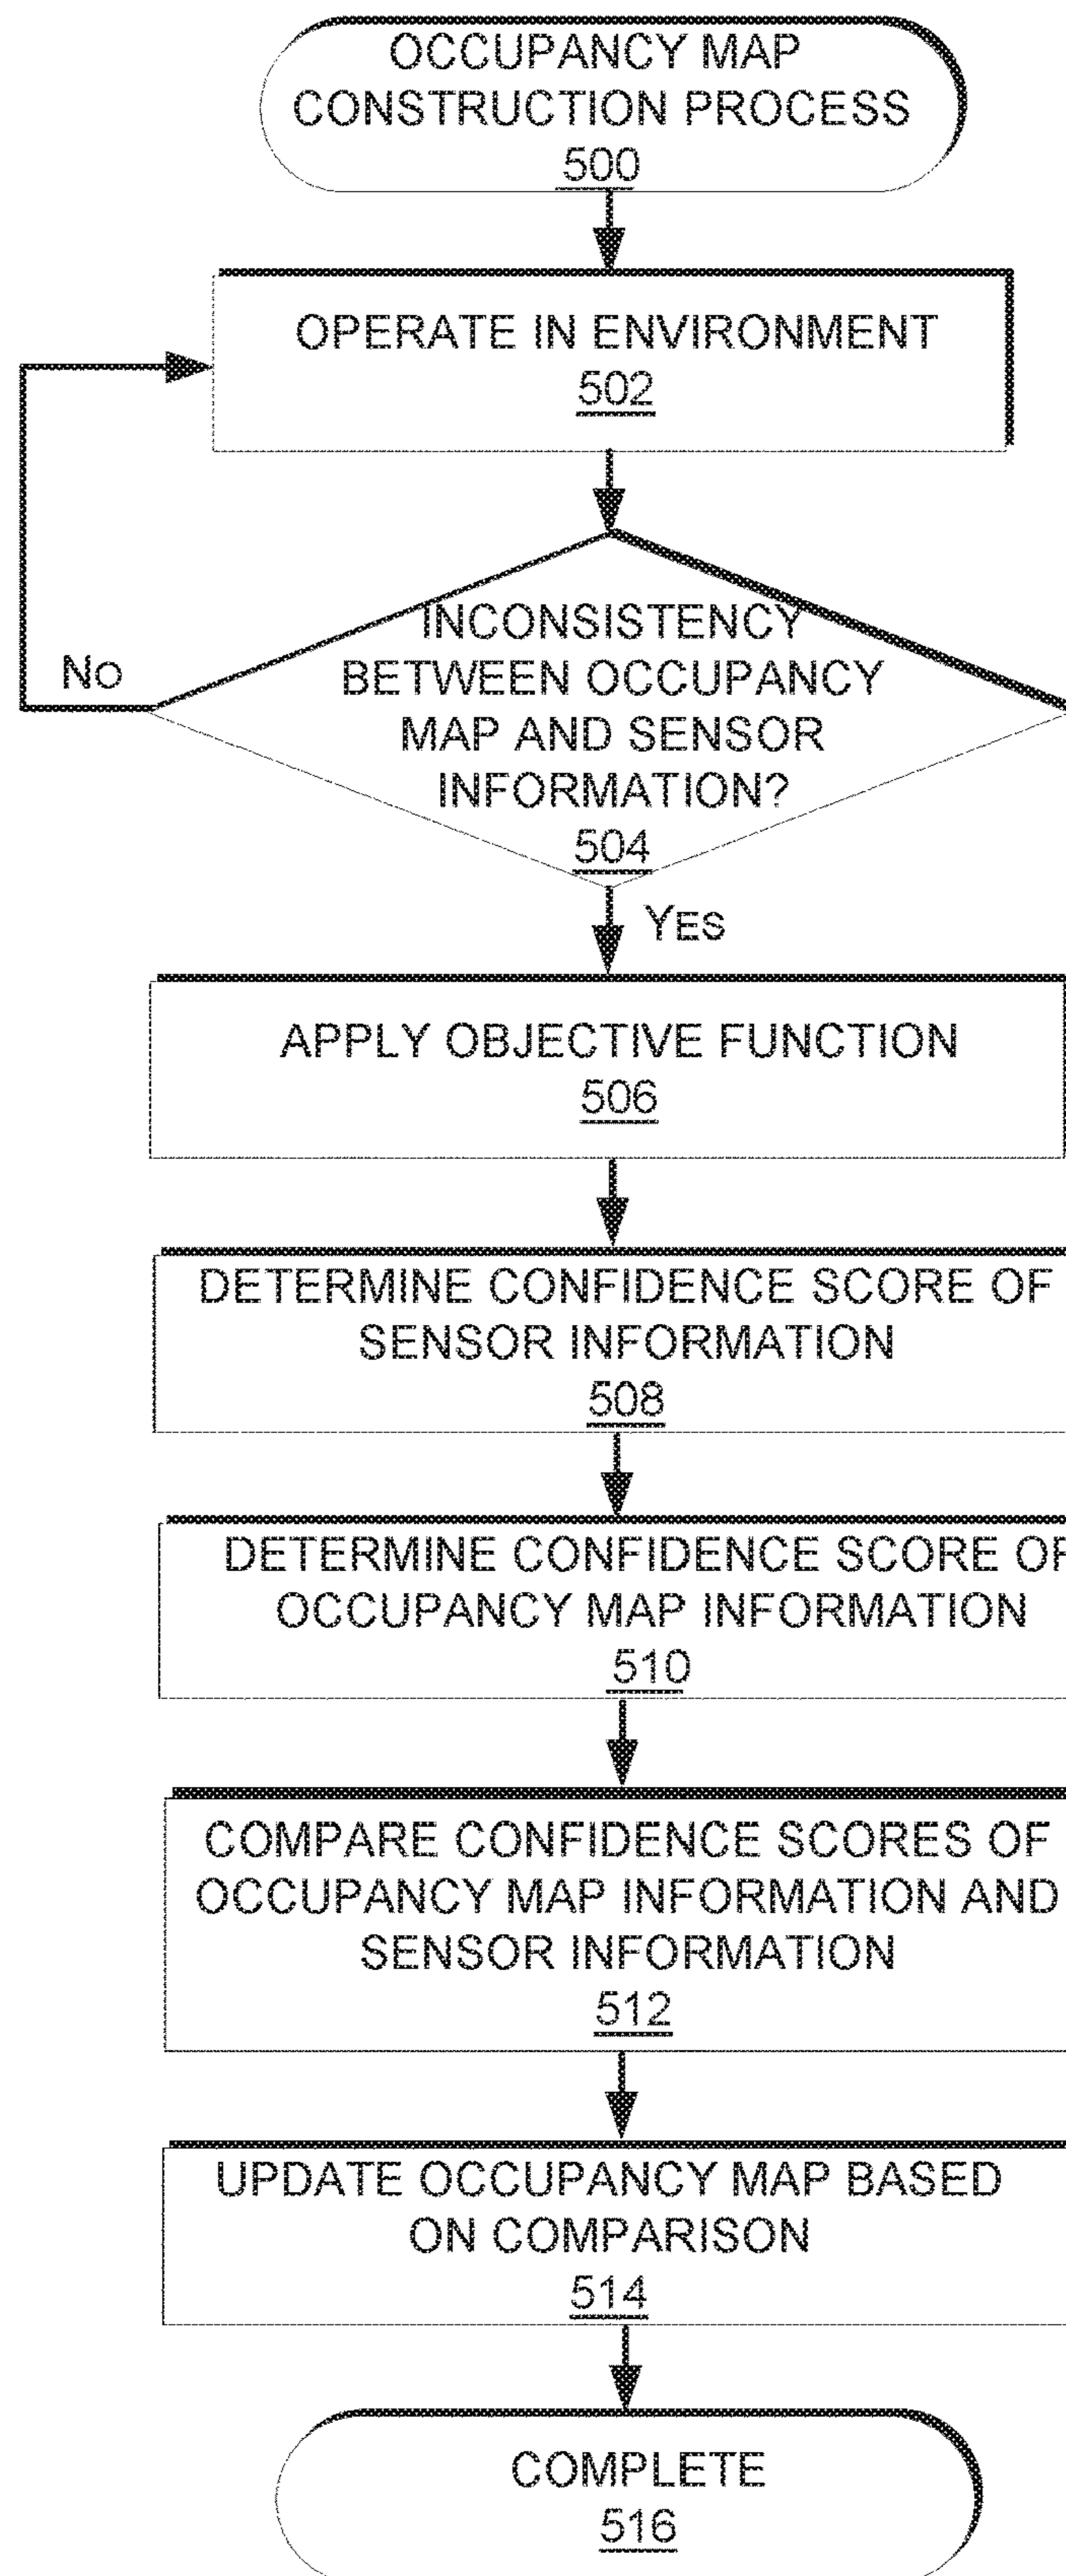 OCCUPANCY MAP
CONSTRUCTION PROCESS
500
OPERATE IN ENVIRONMENT
502
INCONSISTENCY
BETWEEN OCCUPANCY
MAP AND SENSOR
INFORMATION?
504
NO
YES
APPLY OBJECTIVE FUNCTION
506
DETERMINE CONFIDENCE SCORE OF
SENSOR INFORMATION
508
DETERMINE CONFIDENCE SCORE OF
OCCUPANCY MAP INFORMATION
510
COMPARE CONFIDENCE SCORES OF
OCCUPANCY MAP INFORMATION AND
SENSOR INFORMATION
512
UPDATE OCCUPANCY MAP BASED
ON COMPARISON
514
COMPLETE
516